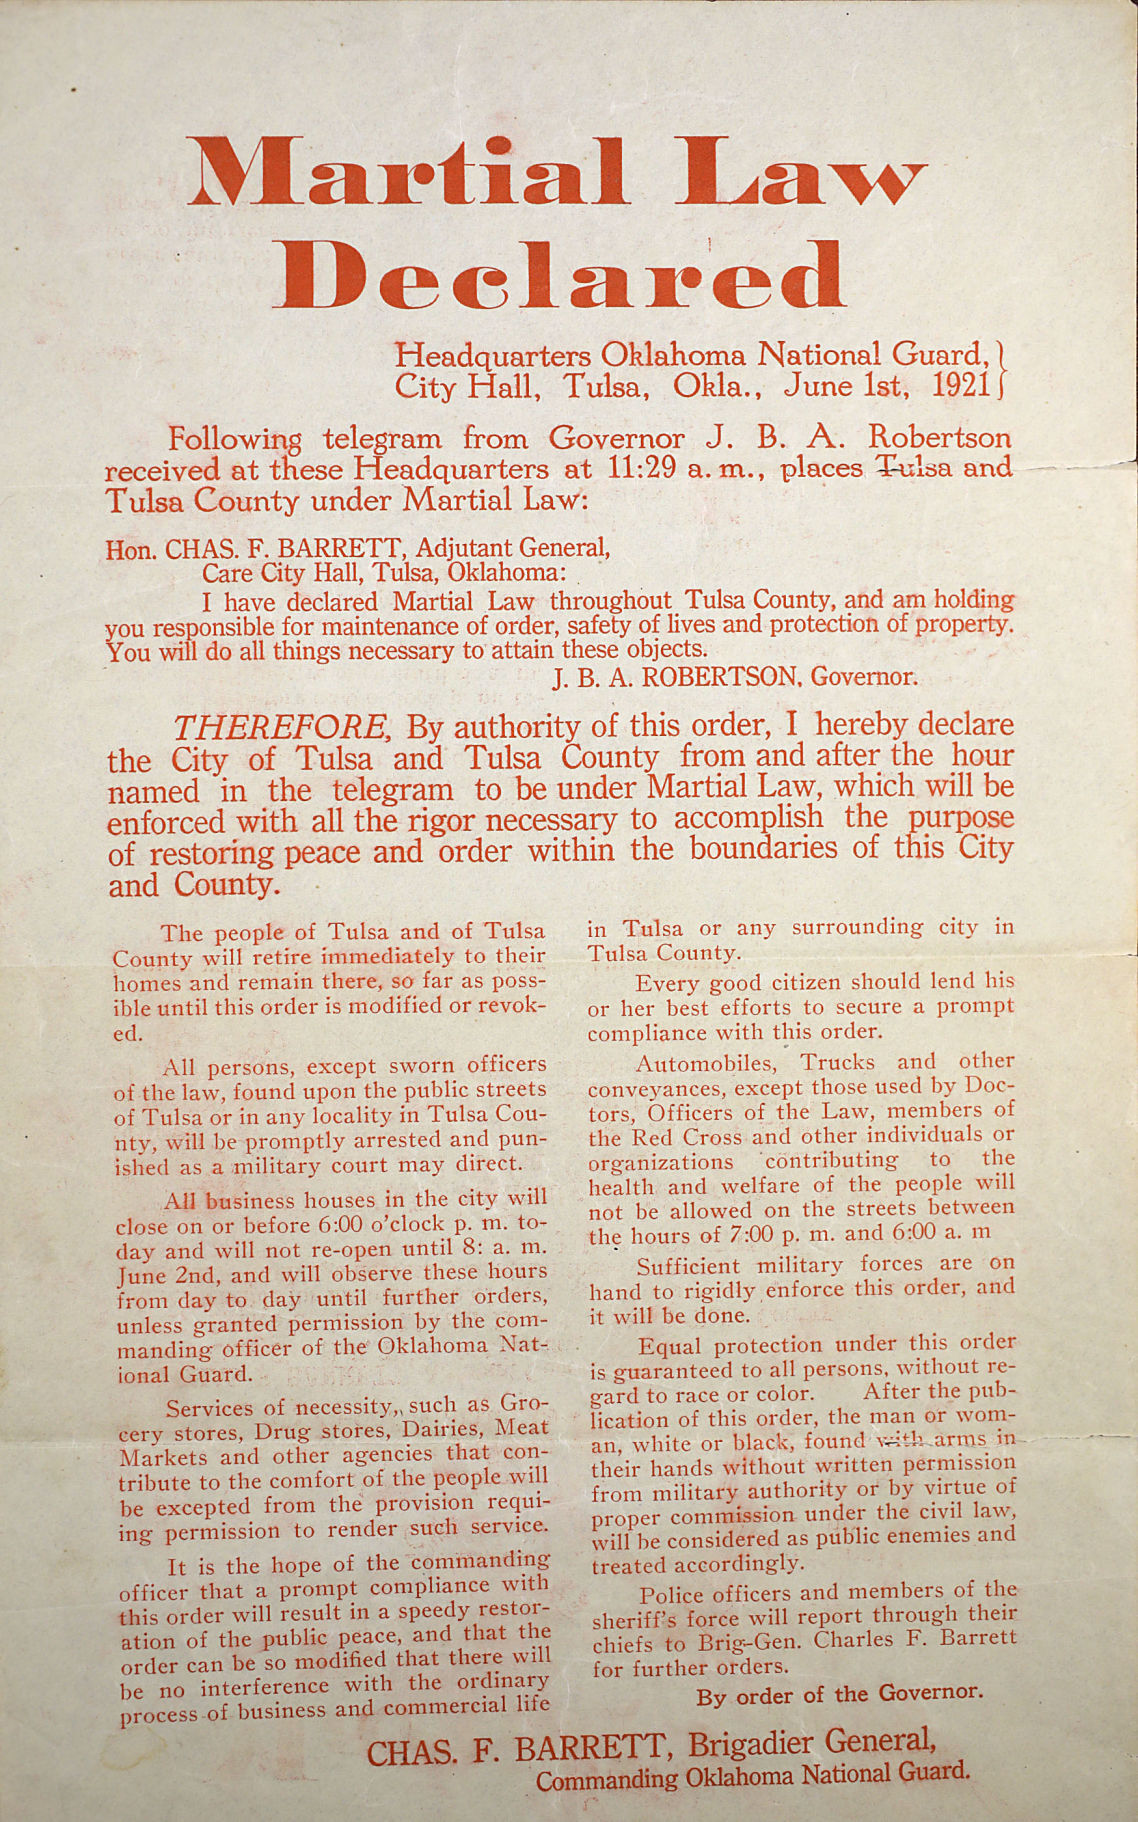 Martial Law
Declared
Headquarters Oklahoma National Guard,}
City Hall, Tulsa, Okla., June 1st, 1921}
Following telegram from Governor J. B. A. Robertson
received at these Headquarters at 11:29 a. m., places Tulsa and
Tulsa County under Martial Law:
Hon. CHAS. F. BARRETT, Adjutant General,
Care City Hall, Tulsa, Oklahoma:
I have declared Martial Law throughout Tulsa County, and am holding
you responsible for maintenance of order, safety of lives and protection of property.
You will do all things necessary to attain these objects.
J. B. A. ROBERTSON, Governor.
THEREFORE, By authority of this order, I hereby declare
the City of Tulsa and Tulsa County from and after the hour
named in the telegram to be under Martial Law, which will be
enforced with all the rigor necessary to accomplish the purpose
of restoring peace and order within the boundaries of this City
and County.
The people of Tulsa and of Tulsa
County will retire immediately to their
homes and remain there, so far as poss-
ible until this order is modified or revok-
ed.
All persons, except sworn officers
of the law, found upon the public streets
of Tulsa or in any locality in Tulsa Cou-
nty, will be promptly arrested and pun-
ished as a military court may direct.
All business houses in the city will
close on or before 6:00 o'clock p. m. to-
day and will not re-open until 8: a. m.
June 2nd, and will observe these hours
from day to day until further orders,
unless granted permission by the com-
manding officer of the Oklahoma Nat-
ional Guard.
Services of necessity,, such as Gro-
cery stores, Drug stores, Dairies, Meat
Markets and other agencies that con-
tribute to the comfort of the people will
be excepted from the provision requi-
ing permission to render such service.
It is the hope of the commanding
officer that a prompt compliance with
this order will result in a speedy restor-
ation of the public peace, and that the
order can be so modified that there will
be no interference with the ordinary
process of business and commercial life
in Tulsa or any surrounding city in
Tulsa County.
Every good citizen should lend his
or her best efforts to secure a prompt
compliance with this order.
Automobiles, Trucks and other
conveyances, except those used by Doc-
tors, Officers of the Law, members of
the Red Cross and other individuals or
organizations contributing to the
health and welfare of the people will
not be allowed on the streets between
the hours of 7:00 p. m. and 6:00 a. m
Sufficient military forces are on
hand to rigidly enforce this order, and
it will be done.
Equal protection under this order
is guaranteed to all persons, without re-
gard to race or color. After the pub-
lication of this order, the man or wom-
an, white or black, found with arms in
their hands without written permission
from military authority or by virtue of
proper commission under the civil law,
will be considered as public enemies and
treated accordingly.
Police officers and members of the
sheriff's force will report through their
chiefs to Brig-Gen. Charles F. Barrett
for further orders.
By order of the Governor.
CHAS. F. BARRETT, Brigadier General,
Commanding Oklahoma National Guard.